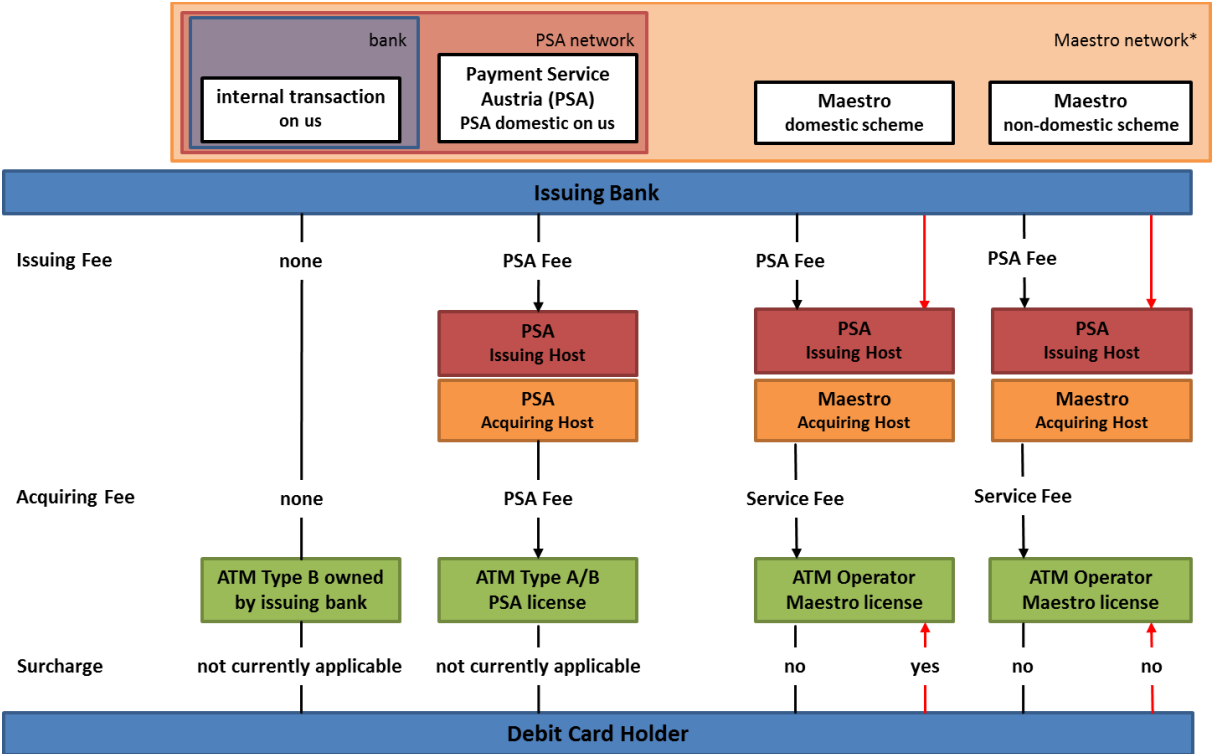 bank
PSA network
Maestro network*
internal transaction
on us
Payment Service
Austria (PSA)
PSA domestic on us
Maestro
domestic scheme
Maestro
non-domestic scheme
Issuing Bank
Issuing Fee
none
PSA Fee
PSA Fee
PSA Fee
PSA
Issuing Host
PSA
Issuing Host
PSA
Issuing Host
PSA
Acquiring Host
Maestro
Acquiring Host
Maestro
Acquiring Host
Acquiring Fee
none
PSA Fee
Service Fee
Service Fee
ATM Type B owned
by issuing bank
ATM Type A/B
PSA license
ATM Operator
Maestro license
ATM Operator
Maestro license
Surcharge
not currently applicable
not currently applicable
no
yes
no
no
Debit Card Holder